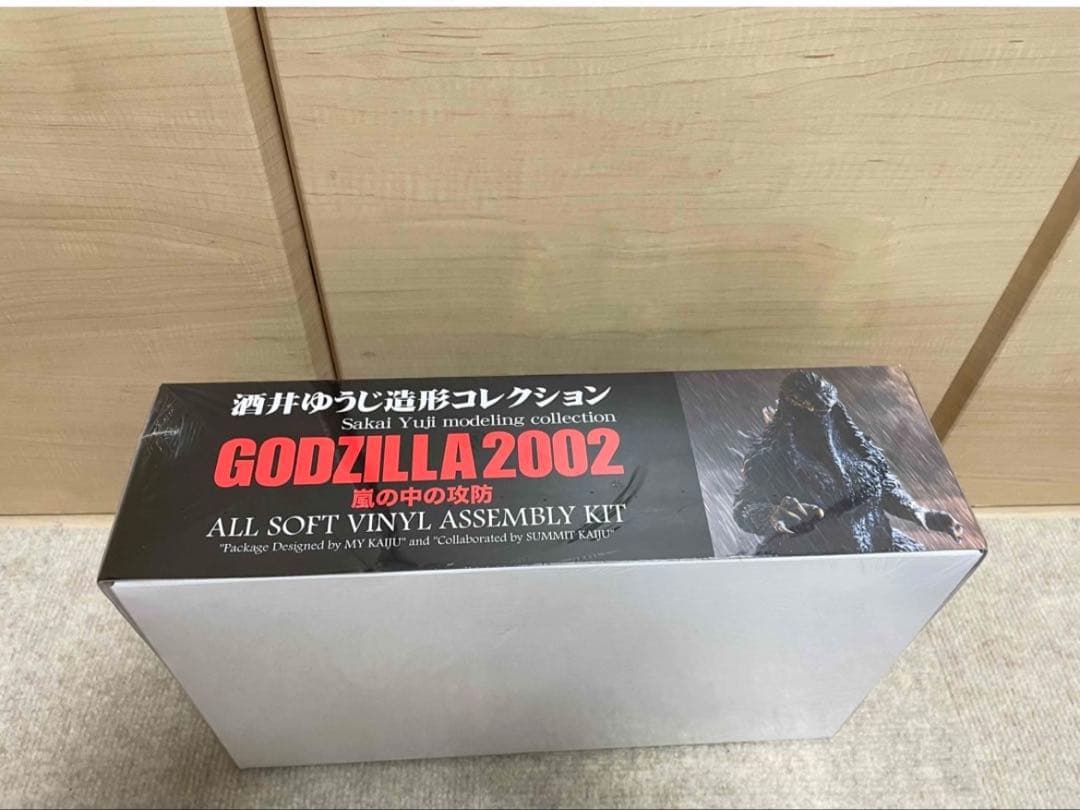 酒井ゆうじ造形コレクション
Sakai Yuji modeling collection
GODZILLA2002
嵐の中の攻防
ALL SOFT VINYL ASSEMBLY KIT
"Package Designed by MY KAIJU" and "Collaborated by SUMMIT KAIJU"